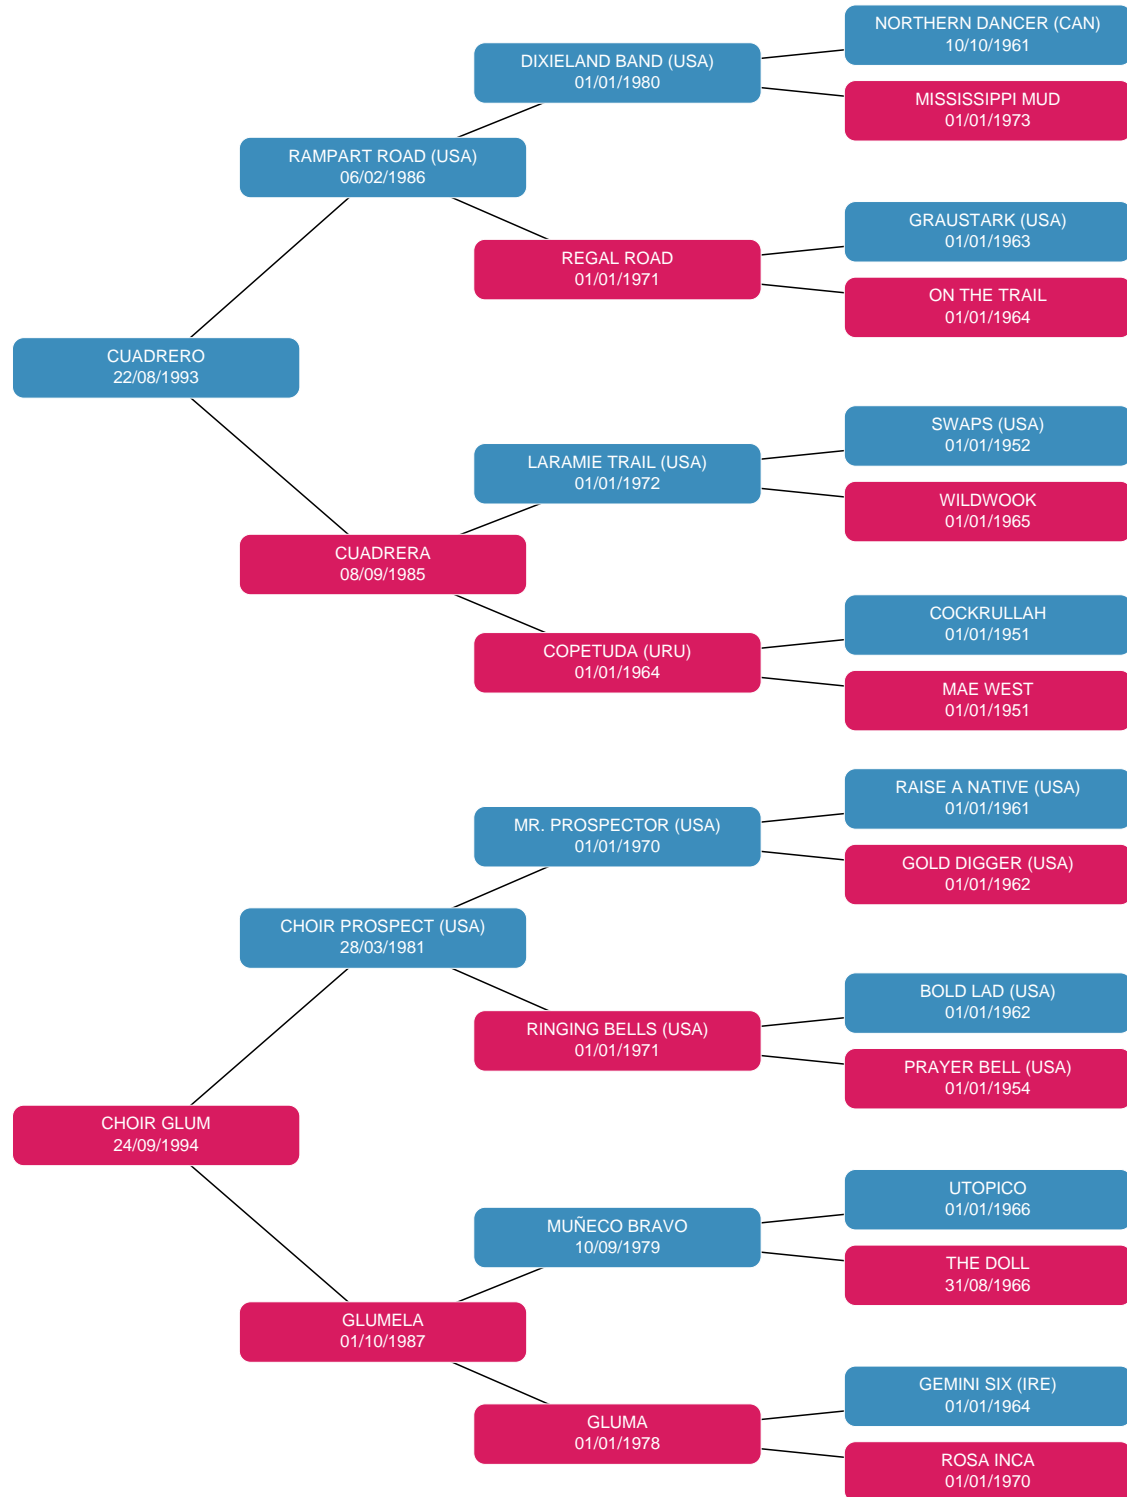 NORTHERN DANCER (CAN)
10/10/1961
DIXIELAND BAND (USA)
01/01/1980
MISSISSIPPI MUD
01/01/1973
RAMPART ROAD (USA)
06/02/1986
GRAUSTARK (USA)
01/01/1963
REGAL ROAD
01/01/1971
ON THE TRAIL
01/01/1964
CUADRERO
22/08/1993
SWAPS (USA)
01/01/1952
LARAMIE TRAIL (USA)
01/01/1972
WILDWOOK
01/01/1965
CUADRERA
08/09/1985
COCKRULLAH
01/01/1951
COPETUDA (URU)
01/01/1964
MAE WEST
01/01/1951
RAISE A NATIVE (USA)
01/01/1961
MR. PROSPECTOR (USA)
01/01/1970
GOLD DIGGER (USA)
01/01/1962
CHOIR PROSPECT (USA)
28/03/1981
BOLD LAD (USA)
01/01/1962
RINGING BELLS (USA)
01/01/1971
PRAYER BELL (USA)
01/01/1954
CHOIR GLUM
24/09/1994
UTOPICO
01/01/1966
MUÑECO BRAVO
10/09/1979
THE DOLL
31/08/1966
GLUMELA
01/10/1987
GEMINI SIX (IRE)
01/01/1964
GLUMA
01/01/1978
ROSA INCA
01/01/1970